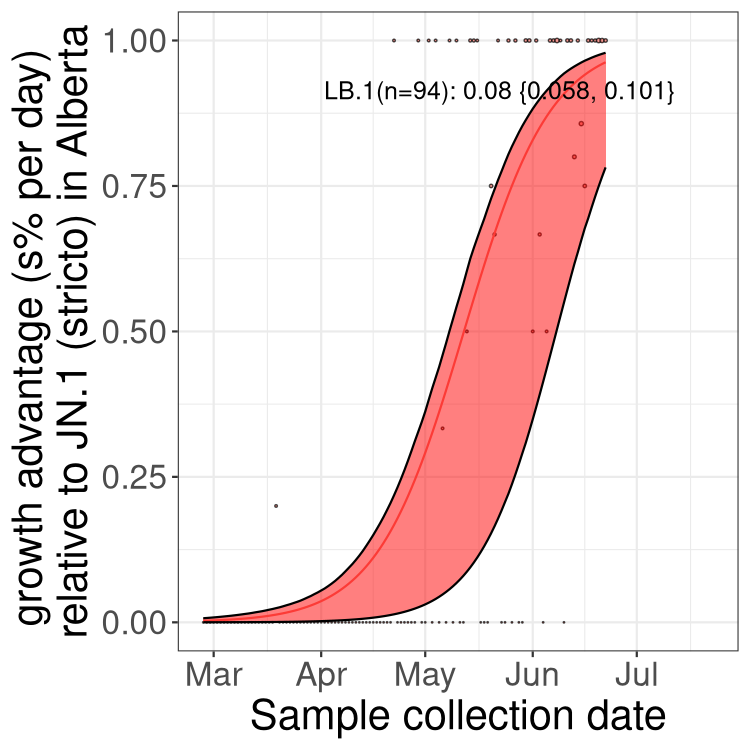 growth advantage (s% per day)
relative to JN.1 (stricto) in Alberta
1.00
0.75
0.50
0.25
0.00
LB.1(n=94): 0.08 {0.058, 0.101}
Mar Apr May Jun Jul
Sample collection date